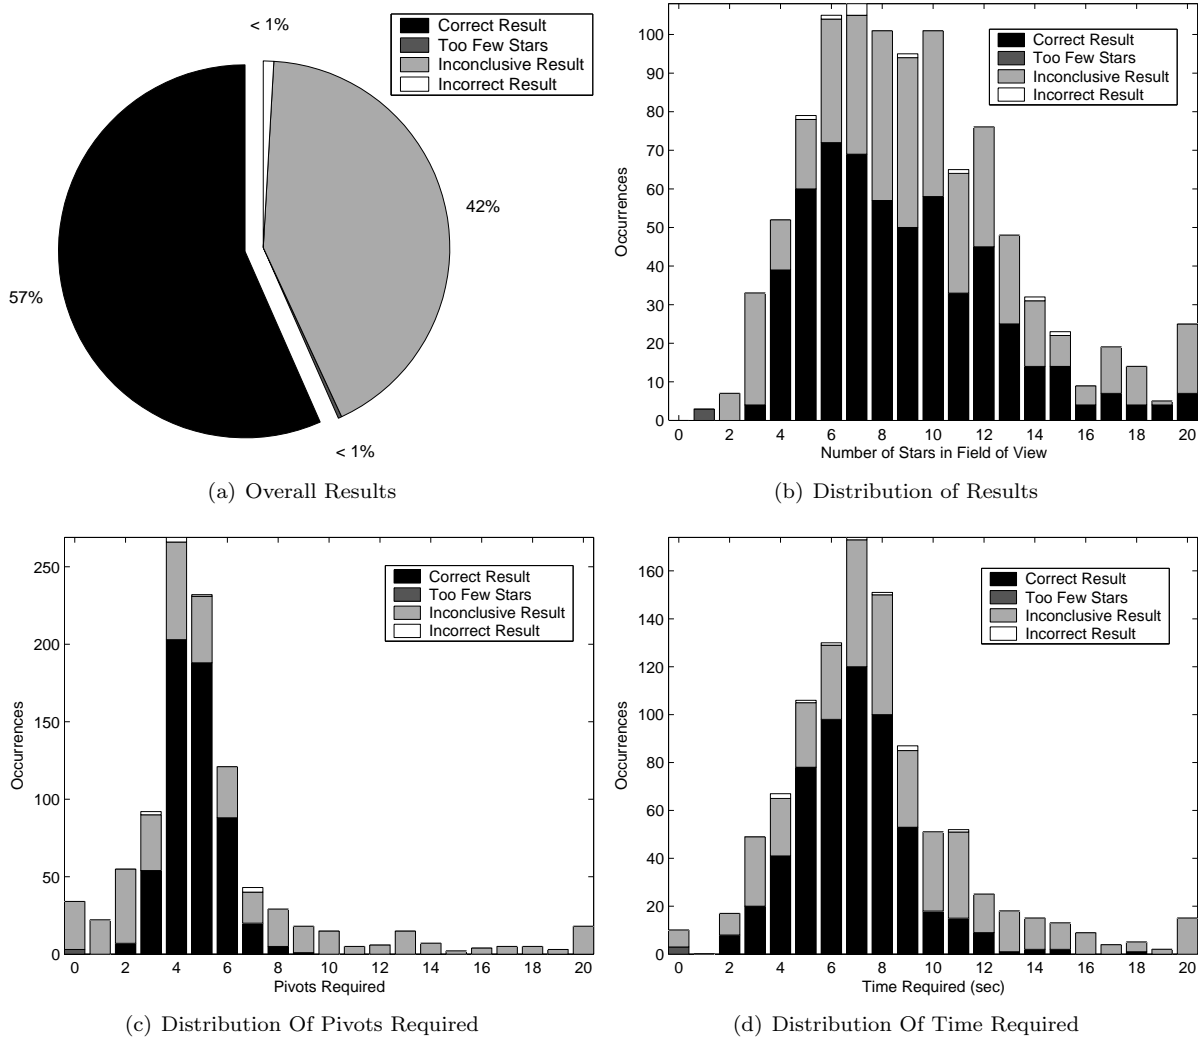 < 1%
Correct Result
Too Few Stars
Inconclusive Result
Incorrect Result
42%
57%
< 1%
(a) Overall Results
Occurrences
100
90
80
70
60
50
40
30
20
10
0
0 2 4 6 8 10 12 14 16 18 20
Number of Stars in Field of View
Correct Result
Too Few Stars
Inconclusive Result
Incorrect Result
(b) Distribution of Results
Occurrences
250
200
150
100
50
0
0 2 4 6 8 10 12 14 16 18 20
Pivots Required
Correct Result
Too Few Stars
Inconclusive Result
Incorrect Result
(c) Distribution Of Pivots Required
Occurrences
160
140
120
100
80
60
40
20
0
0 2 4 6 8 10 12 14 16 18 20
Time Required (sec)
Correct Result
Too Few Stars
Inconclusive Result
Incorrect Result
(d) Distribution Of Time Required